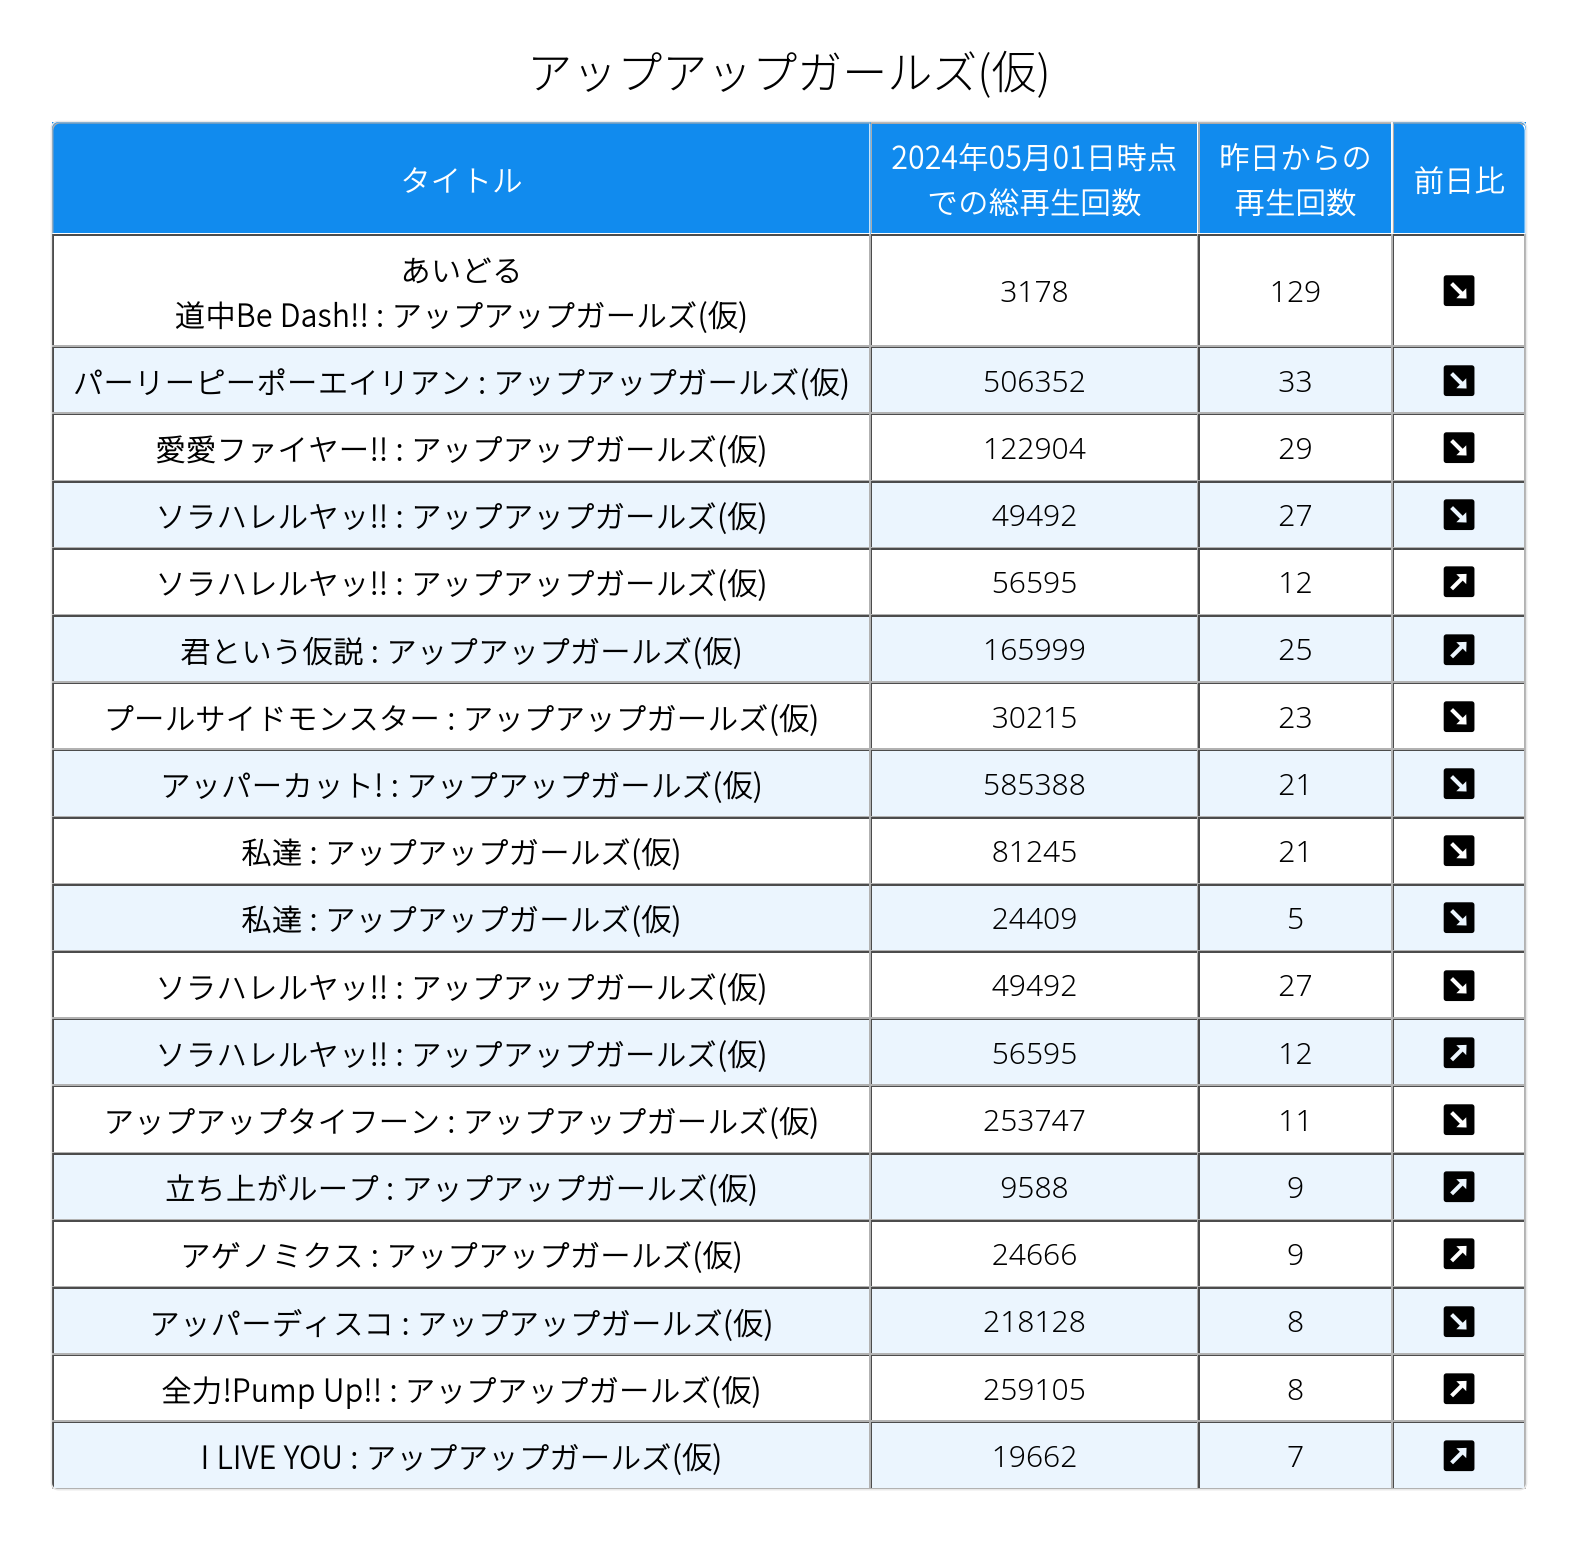 アップアップガールズ(仮)
タイトル
2024年05月01日時点
での総再生回数
昨日からの
再生回数
前日比
あいどる
道中Be Dash!! : アップアップガールズ(仮)
3178
129
パーリーピーポーエイリアン : アップアップガールズ(仮)
506352
33
愛愛ファイヤー!! : アップアップガールズ(仮)
122904
29
ソラハレルヤッ!! : アップアップガールズ(仮)
49492
27
ソラハレルヤッ!! : アップアップガールズ(仮)
56595
12
君という仮説 : アップアップガールズ(仮)
165999
25
プールサイドモンスター : アップアップガールズ(仮)
30215
23
アッパーカット! : アップアップガールズ(仮)
585388
21
私達 : アップアップガールズ(仮)
81245
21
私達 : アップアップガールズ(仮)
24409
5
ソラハレルヤッ!! : アップアップガールズ(仮)
49492
27
ソラハレルヤッ!! : アップアップガールズ(仮)
56595
12
アップアップタイフーン : アップアップガールズ(仮)
253747
11
立ち上がループ : アップアップガールズ(仮)
9588
9
アゲノミクス : アップアップガールズ(仮)
24666
9
アッパーディスコ : アップアップガールズ(仮)
218128
8
全力!Pump Up!! : アップアップガールズ(仮)
259105
8
I LIVE YOU : アップアップガールズ(仮)
19662
7